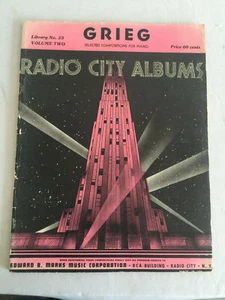 Library No. 23
VOLUME TWO
GRIEG
SELECTED COMPOSITIONS FOR PIANO
Price 60 cents
RADIO CITY ALBUMS
EDWARD B. MARKS MUSIC CORPORATION • RCA BUILDING • RADIO CITY • N. Y.